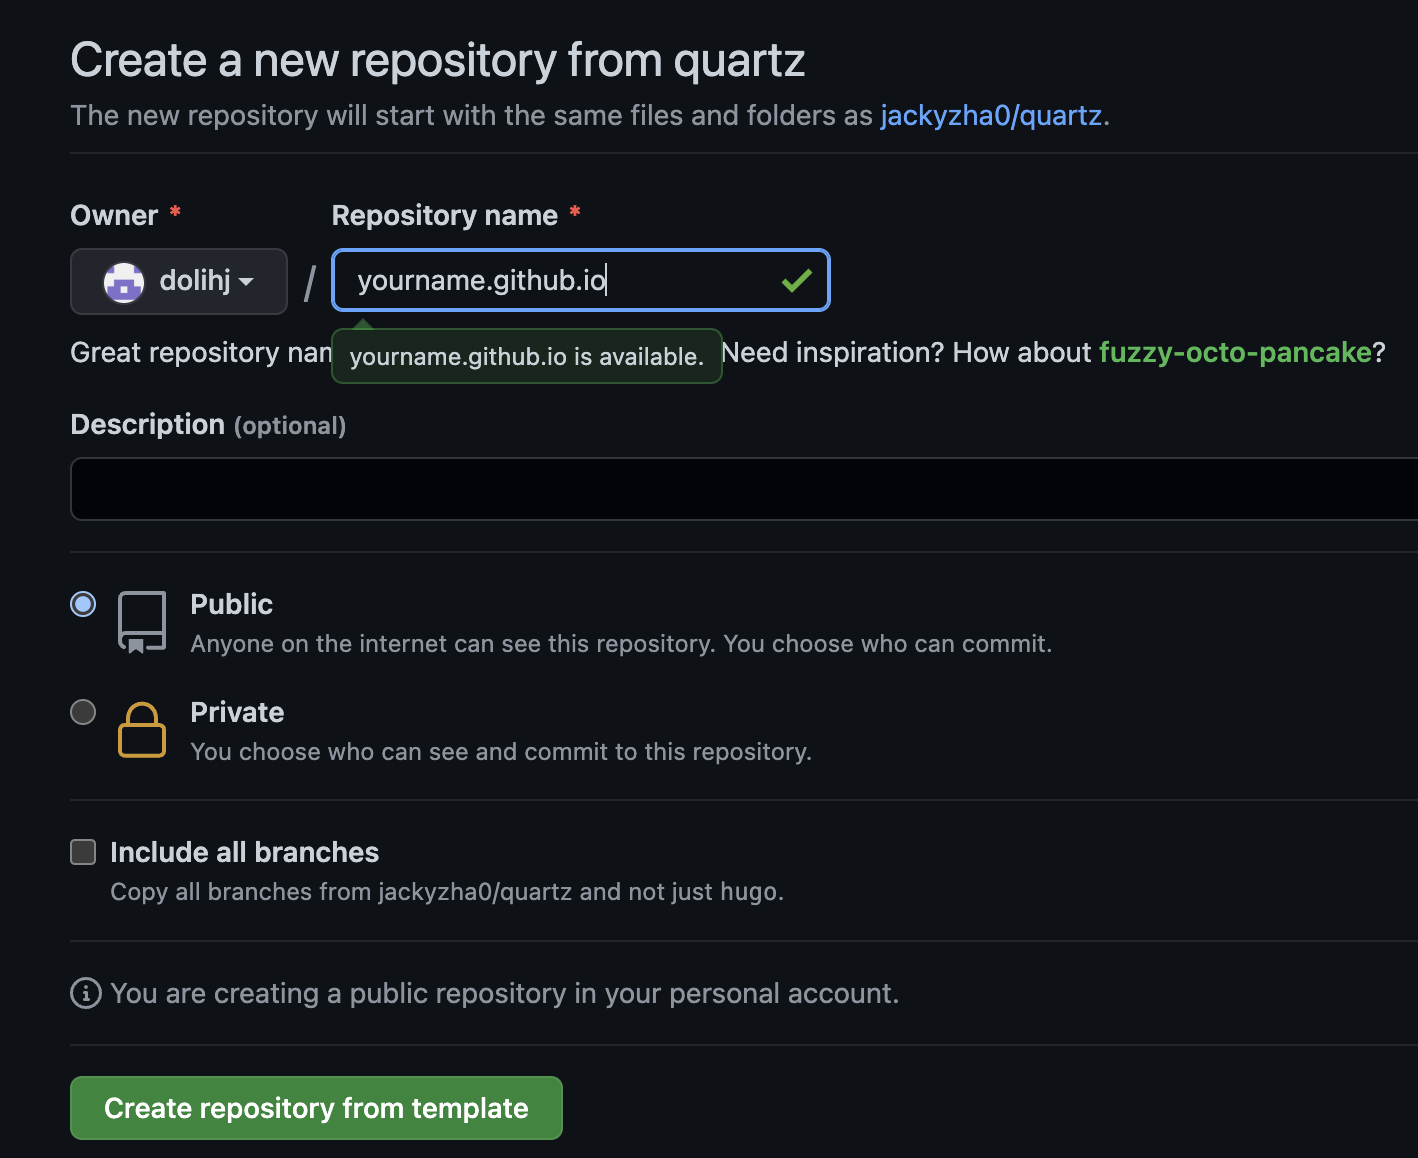 Create a new repository from quartz
The new repository will start with the same files and folders as jackyzha0/quartz.
Owner * Repository name *
dolihj / yourname.github.io
Great repository nam
yourname.github.io is available.
Need inspiration? How about fuzzy-octo-pancake?
Description (optional)
Public
Anyone on the internet can see this repository. You choose who can commit.
Private
You choose who can see and commit to this repository.
Include all branches
Copy all branches from jackyzha0/quartz and not just hugo.
You are creating a public repository in your personal account.
Create repository from template